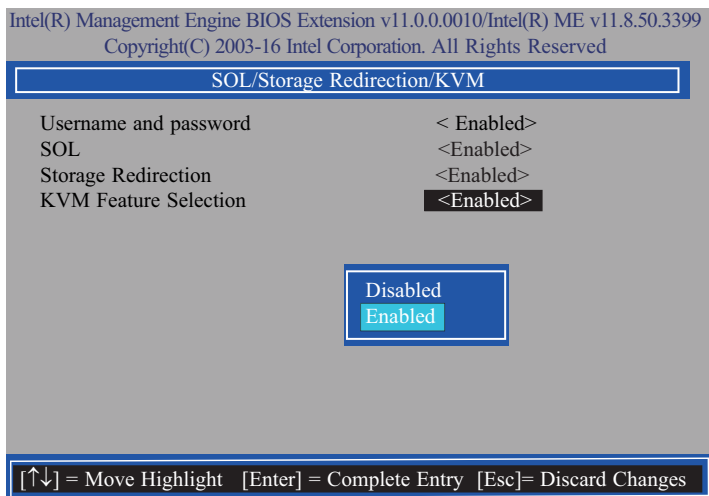 Intel(R) Management Engine BIOS Extension v11.0.0.0010/Intel(R) ME v11.8.50.3399
Copyright(C) 2003-16 Intel Corporation. All Rights Reserved
SOL/Storage Redirection/KVM
Username and password < Enabled>
SOL <Enabled>
Storage Redirection <Enabled>
KVM Feature Selection <Enabled>
Disabled
Enabled
[↑↓] = Move Highlight [Enter] = Complete Entry [Esc]= Discard Changes